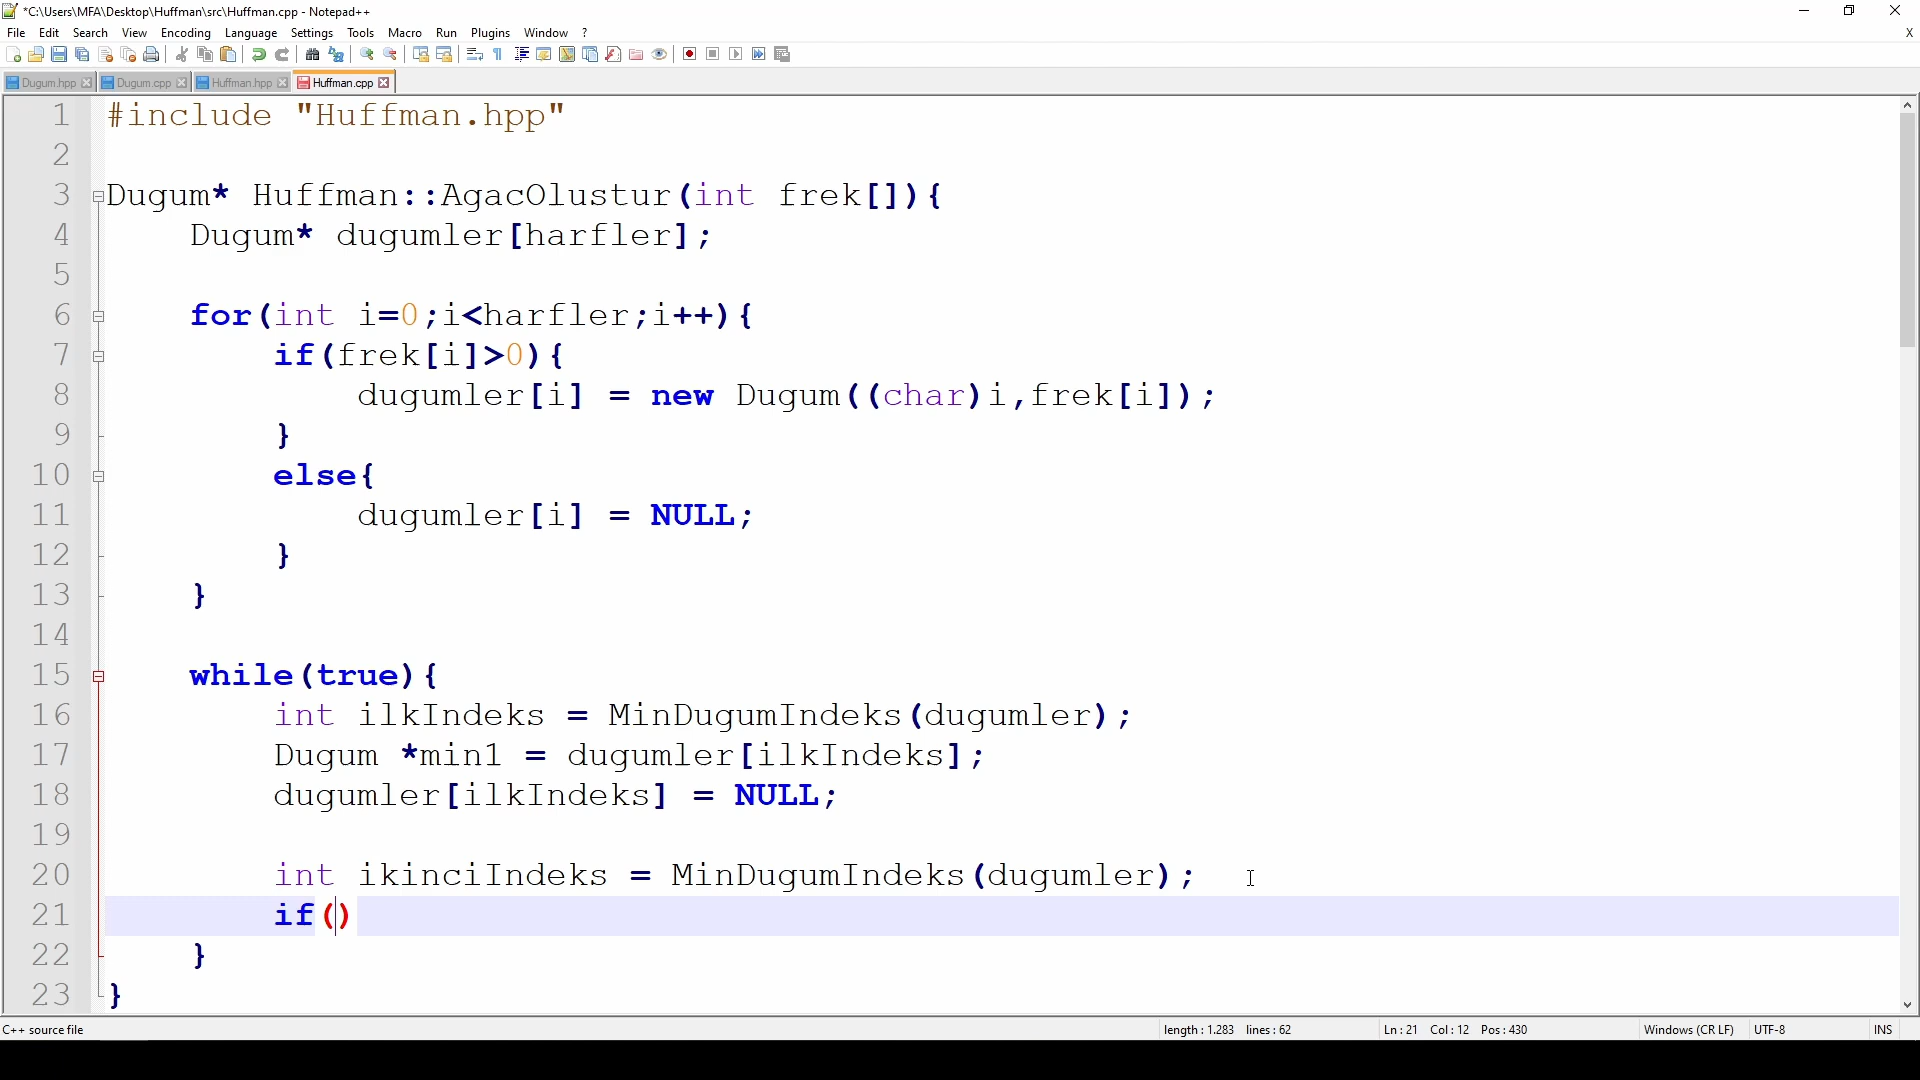 *C:\Users\MFA\Desktop\Huffman\src\Huffman.cpp - Notepad++
File Edit Search View Encoding Language Settings Tools Macro Run Plugins Window ? X
Dugum.hpp Dugum.cpp Huffman.hpp Huffman.cpp
1 #include "Huffman.hpp"
2
3 Dugum* Huffman::AgacOlustur(int frek[]){
4 Dugum* dugumler[harfler];
5
6 for(int i=0;i<harfler;i++){
7 if(frek[i]>0){
8 dugumler[i] = new Dugum((char)i,frek[i]);
9 }
10 else{
11 dugumler[i] = NULL;
12 }
13 }
14
15 while(true){
16 int ilkIndeks = MinDugumIndeks(dugumler);
17 Dugum *min1 = dugumler[ilkIndeks];
18 dugumler[ilkIndeks] = NULL;
19
20 int ikinciIndeks = MinDugumIndeks(dugumler);
21 if()
22 }
23 }
C++ source file length : 1.283 lines : 62 Ln : 21 Col : 12 Pos : 430 Windows (CR LF) UTF-8 INS